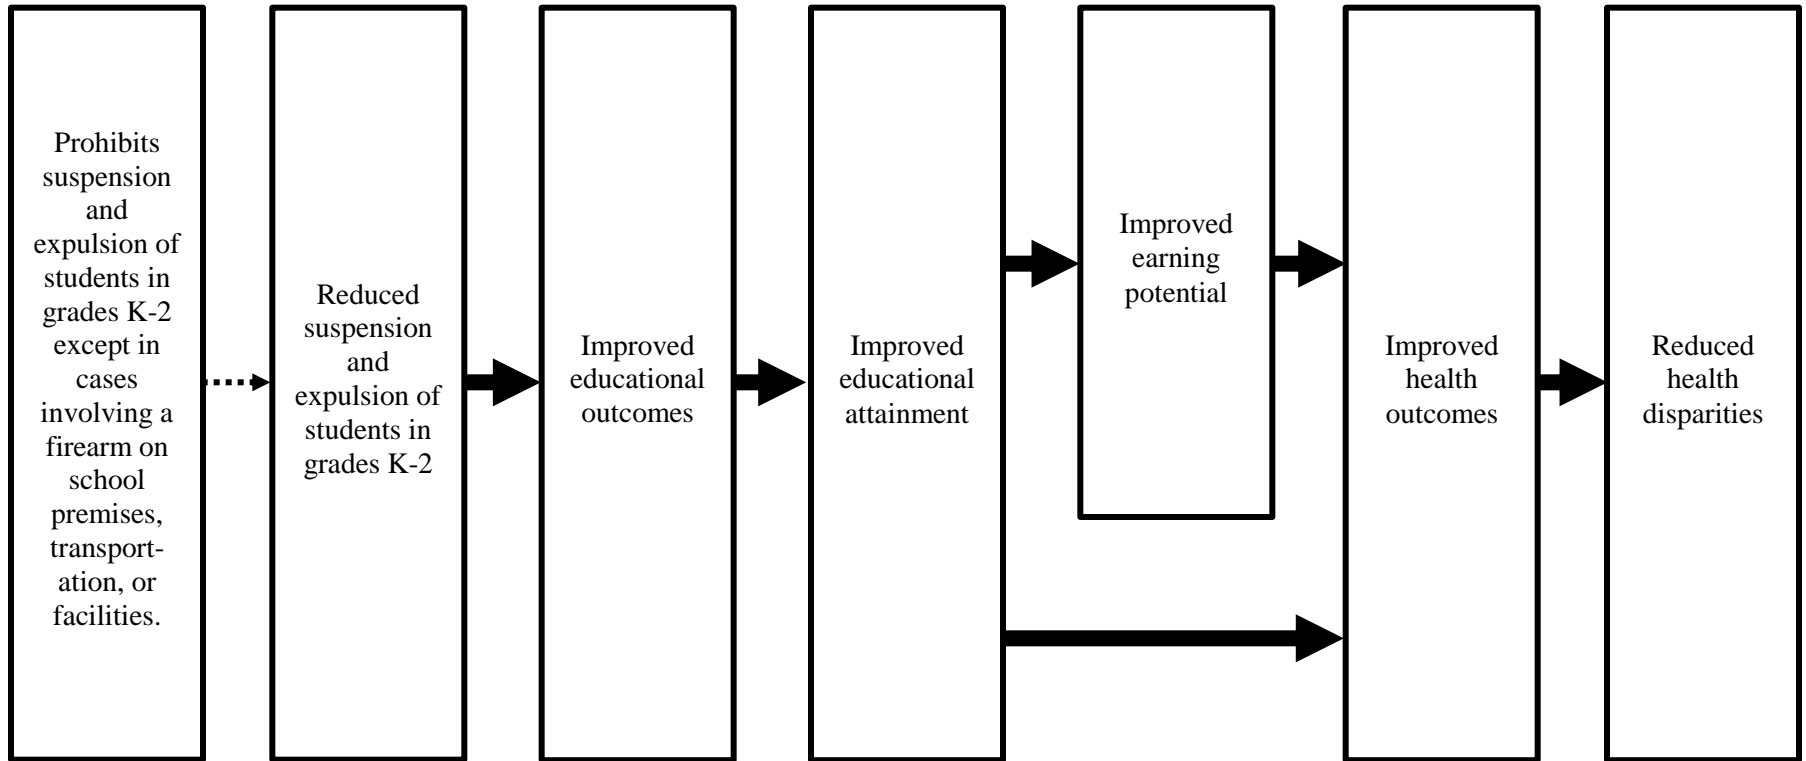 Prohibits
suspension
and
expulsion of
students in
grades K-2
except in
cases
involving a
firearm on
school
premises,
transport-
ation, or
facilities.
Reduced
suspension
and
expulsion of
students in
grades K-2
Improved
educational
outcomes
Improved
educational
attainment
Improved
earning
potential
Improved
health
outcomes
Reduced
health
disparities